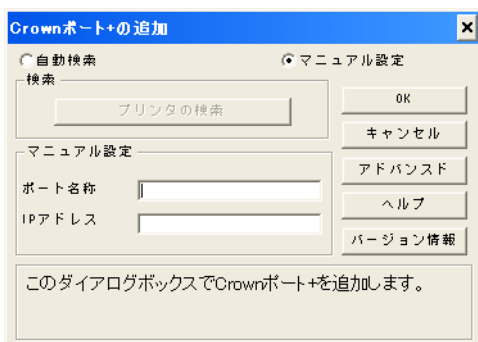 Crownポート+の追加
自動検索
マニュアル設定
検索
プリンタの検索
OK
キャンセル
マニュアル設定
アドバンスド
ポート名称
ヘルプ
IPアドレス
バージョン情報
このダイアログボックスでCrownポート+を追加します。